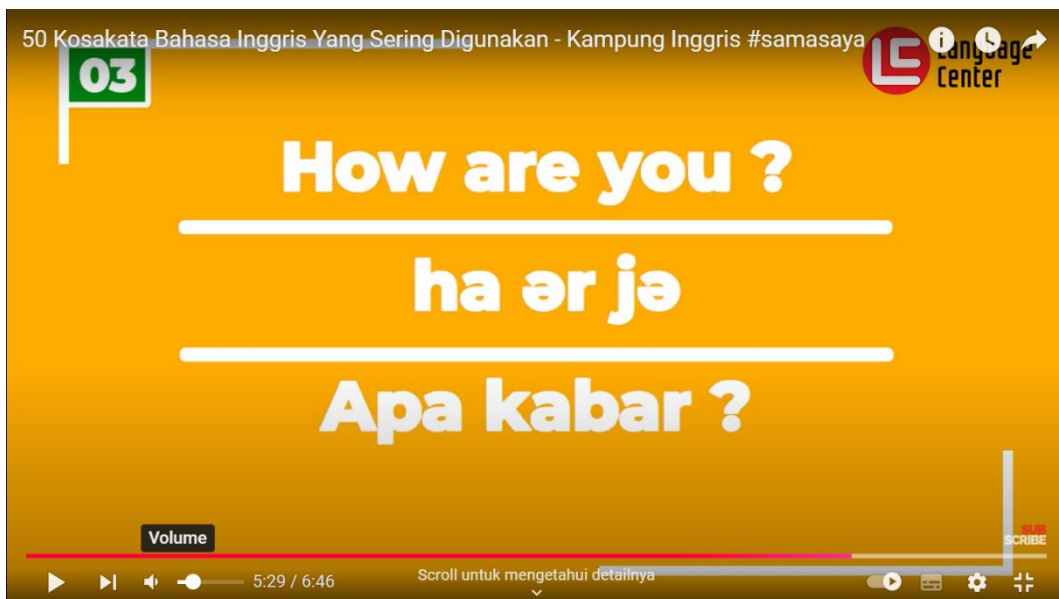 50 Kosakata Bahasa Inggris Yang Sering Digunakan - Kampung Inggris #samasaya
LC Language
Center
03
How are you ?
ha ər jə
Apa kabar ?
SUB
SCRIBE
Volume
5:29 / 6:46
Scroll untuk mengetahui detailnya